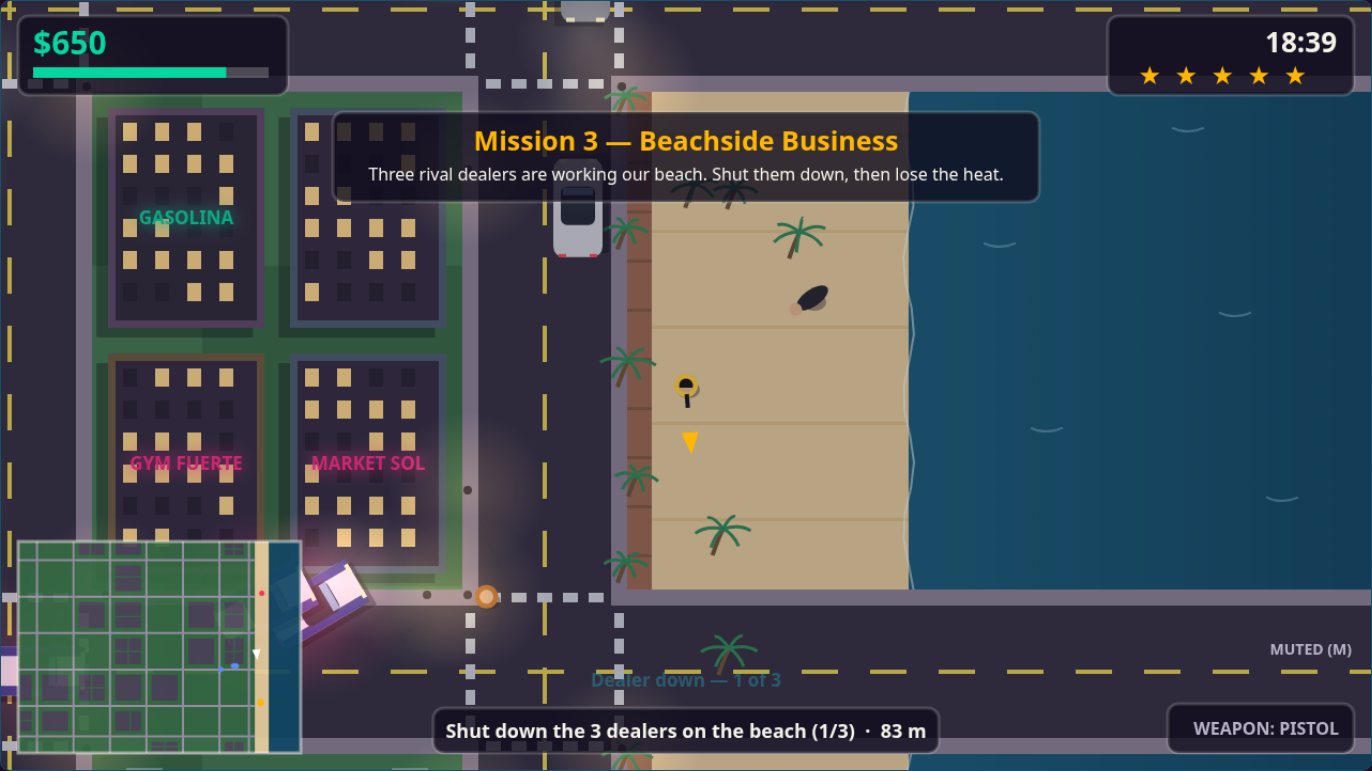 $650
18:39
★ ★ ★ ★ ★
Mission 3 — Beachside Business
Three rival dealers are working our beach. Shut them down, then lose the heat.
GASOLINA
GYM FUERTE
MARKET SOL
MUTED (M)
Dealer down — 1 of 3
Shut down the 3 dealers on the beach (1/3) · 83 m
WEAPON: PISTOL